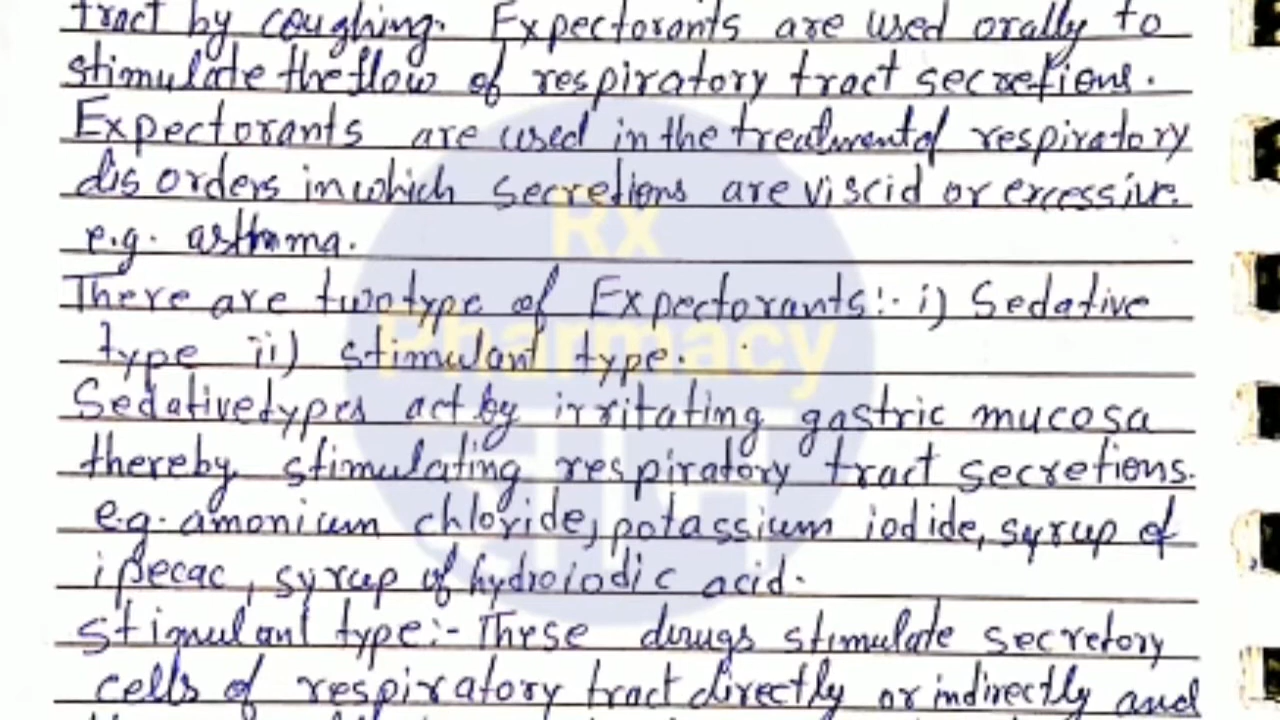 tract by coughing. Expectorants are used orally to
stimulate the flow of respiratory tract secretions.
Expectorants are used in the treatment of respiratory
disorders in which secretions are viscid or excessive.
e.g. asthma.
There are two type of Expectorants:- i) Sedative
type ii) stimulant type.
Sedative types act by irritating gastric mucosa
thereby stimulating respiratory tract secretions.
e.g. amonium chloride, potassium iodide, syrup of
ipecac, syrup of hydroiodic acid.
Stimulant type:- These drugs stimulate secretory
cells of respiratory tract directly or indirectly and
Rx
Pharmacy